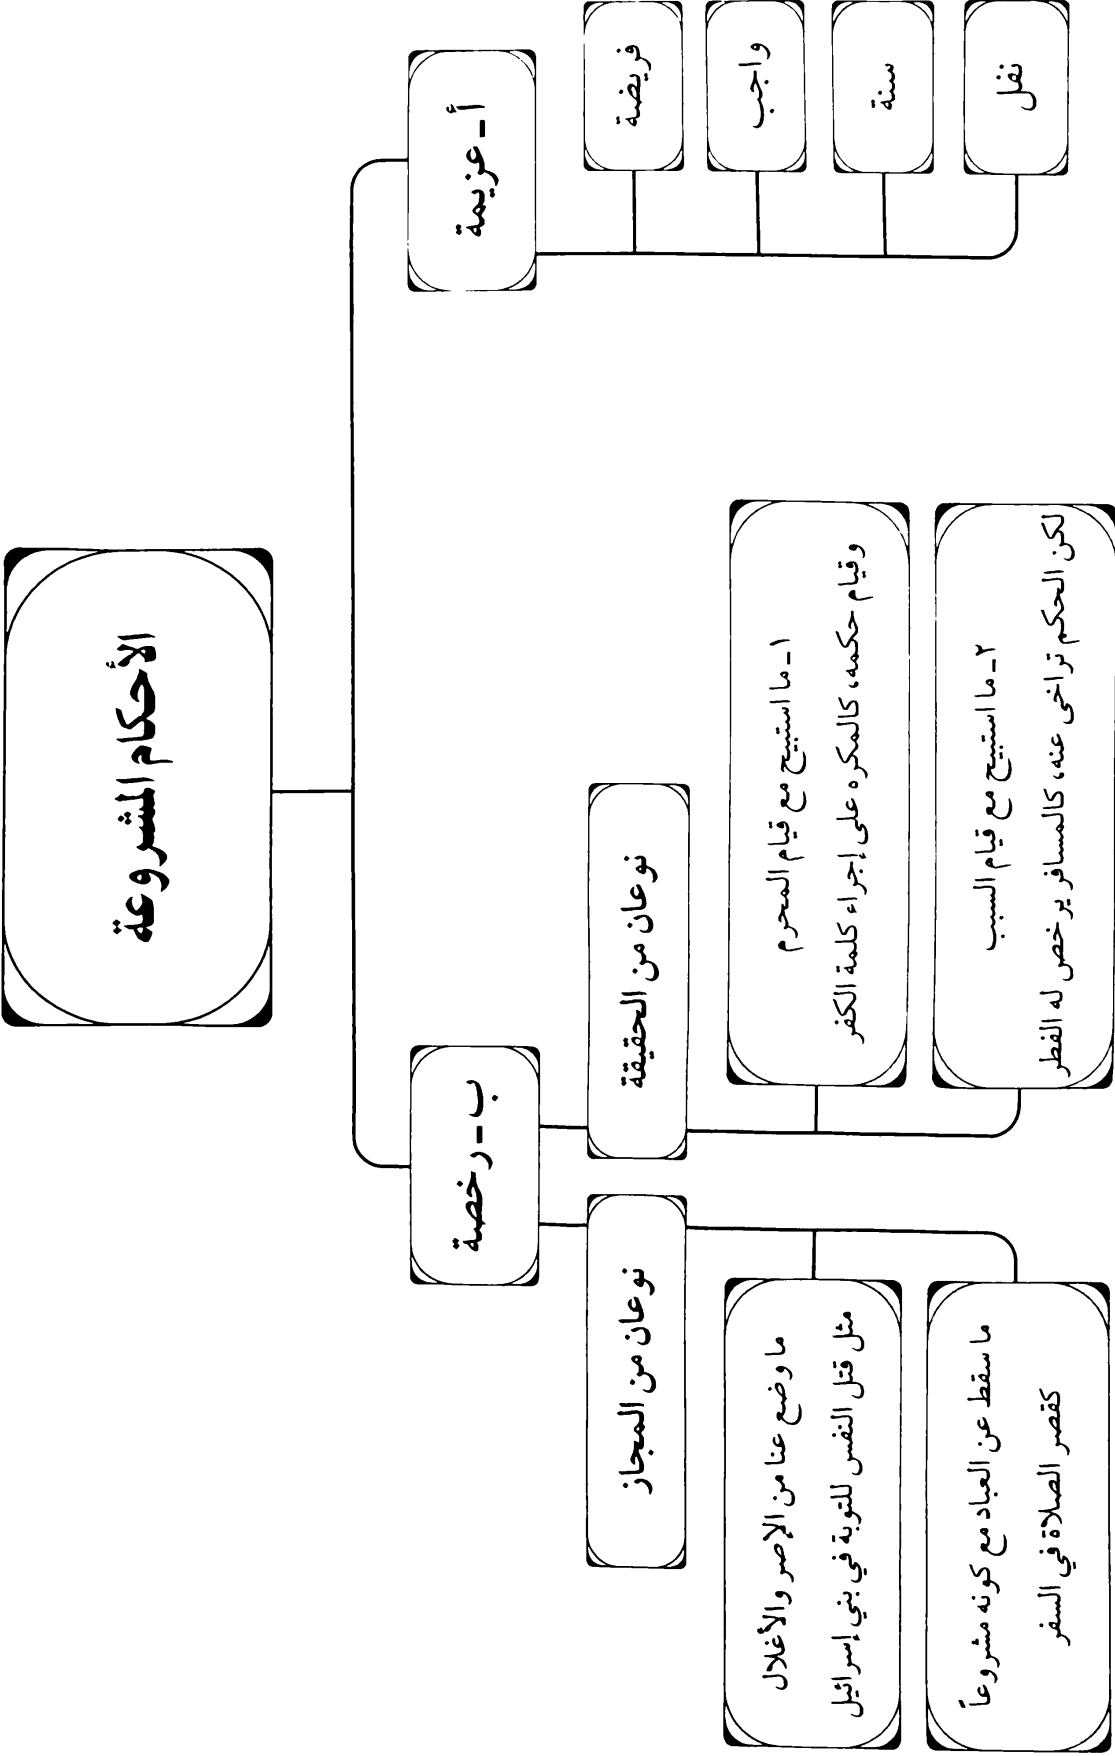 الأحكام المشروعة
أ ـ عزيمة
فريضة
واجب
سنة
نفل
ب ـ رخصة
نوعان من الحقيقة
١ ـ ما استبيح مع قيام المحرم
وقيام حكمه، كالمكره على إجراء كلمة الكفر
٢ ـ ما استبيح مع قيام السبب
لكن الحكم تراخى عنه، كالمسافر يرخص له الفطر
نوعان من المجاز
ما وضع عنا من الإصر والأغلال
مثل قتل النفس للتوبة في بني إسرائيل
ما سقط عن العباد مع كونه مشروعاً
كقصر الصلاة في السفر